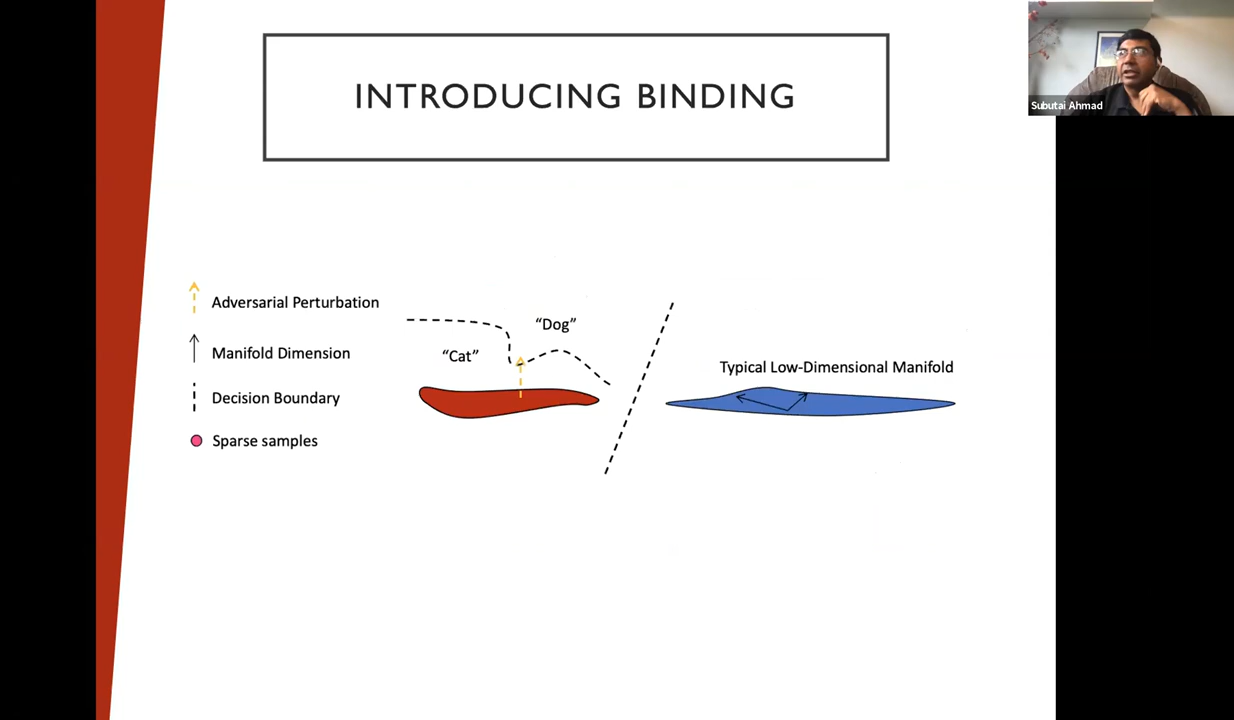 INTRODUCING BINDING
Subutai Ahmad
Adversarial Perturbation
Manifold Dimension
Decision Boundary
Sparse samples
“Dog”
“Cat”
Typical Low-Dimensional Manifold